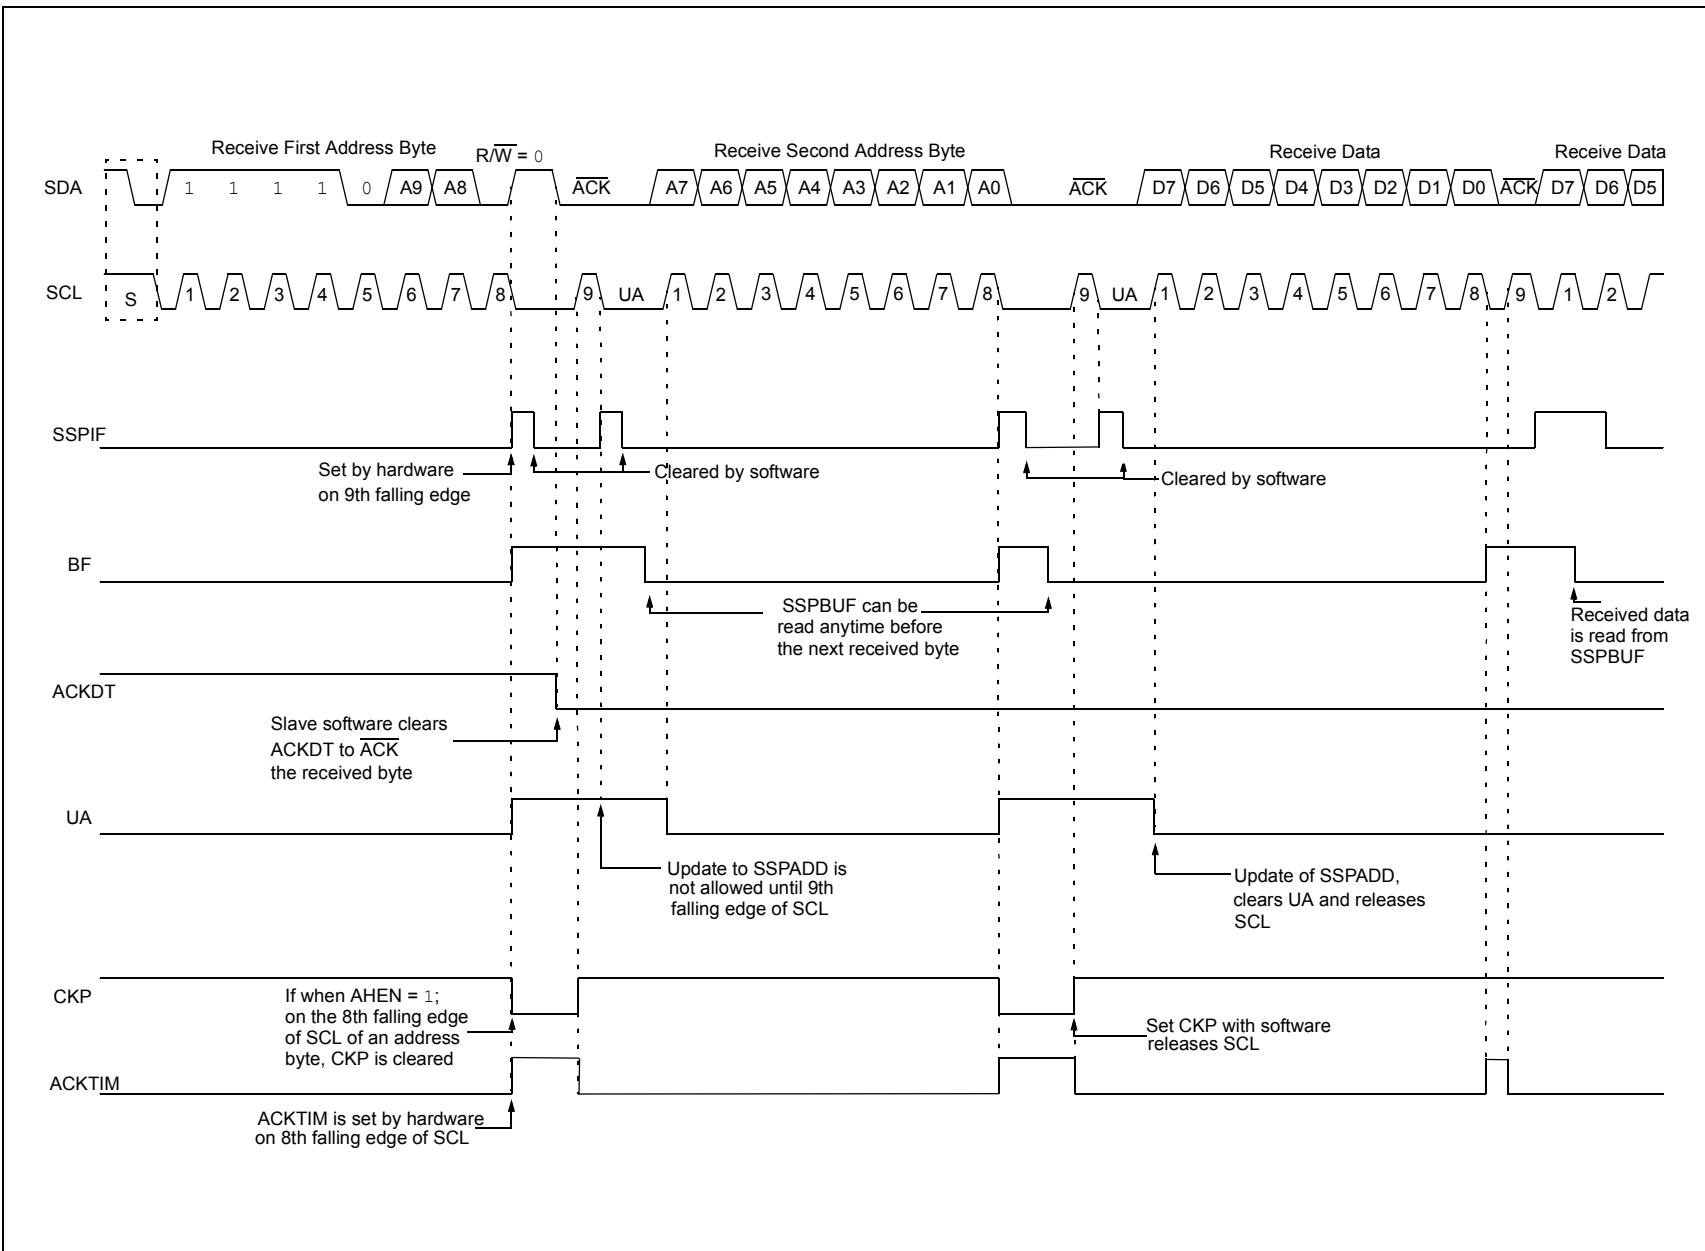 Receive First Address Byte
R/W = 0
Receive Second Address Byte
Receive Data
Receive Data
SDA
1 1 1 1 0 A9 A8 ACK A7 A6 A5 A4 A3 A2 A1 A0 ACK D7 D6 D5 D4 D3 D2 D1 D0 ACK D7 D6 D5
SCL
S 1 2 3 4 5 6 7 8 9 UA 1 2 3 4 5 6 7 8 9 UA 1 2 3 4 5 6 7 8 9 1 2
SSPIF
Set by hardware
on 9th falling edge
Cleared by software
Cleared by software
BF
SSPBUF can be
read anytime before
the next received byte
Received data
is read from
SSPBUF
ACKDT
Slave software clears
ACKDT to ACK
the received byte
UA
Update to SSPADD is
not allowed until 9th
falling edge of SCL
Update of SSPADD,
clears UA and releases
SCL
CKP
If when AHEN = 1;
on the 8th falling edge
of SCL of an address
byte, CKP is cleared
Set CKP with software
releases SCL
ACKTIM
ACKTIM is set by hardware
on 8th falling edge of SCL